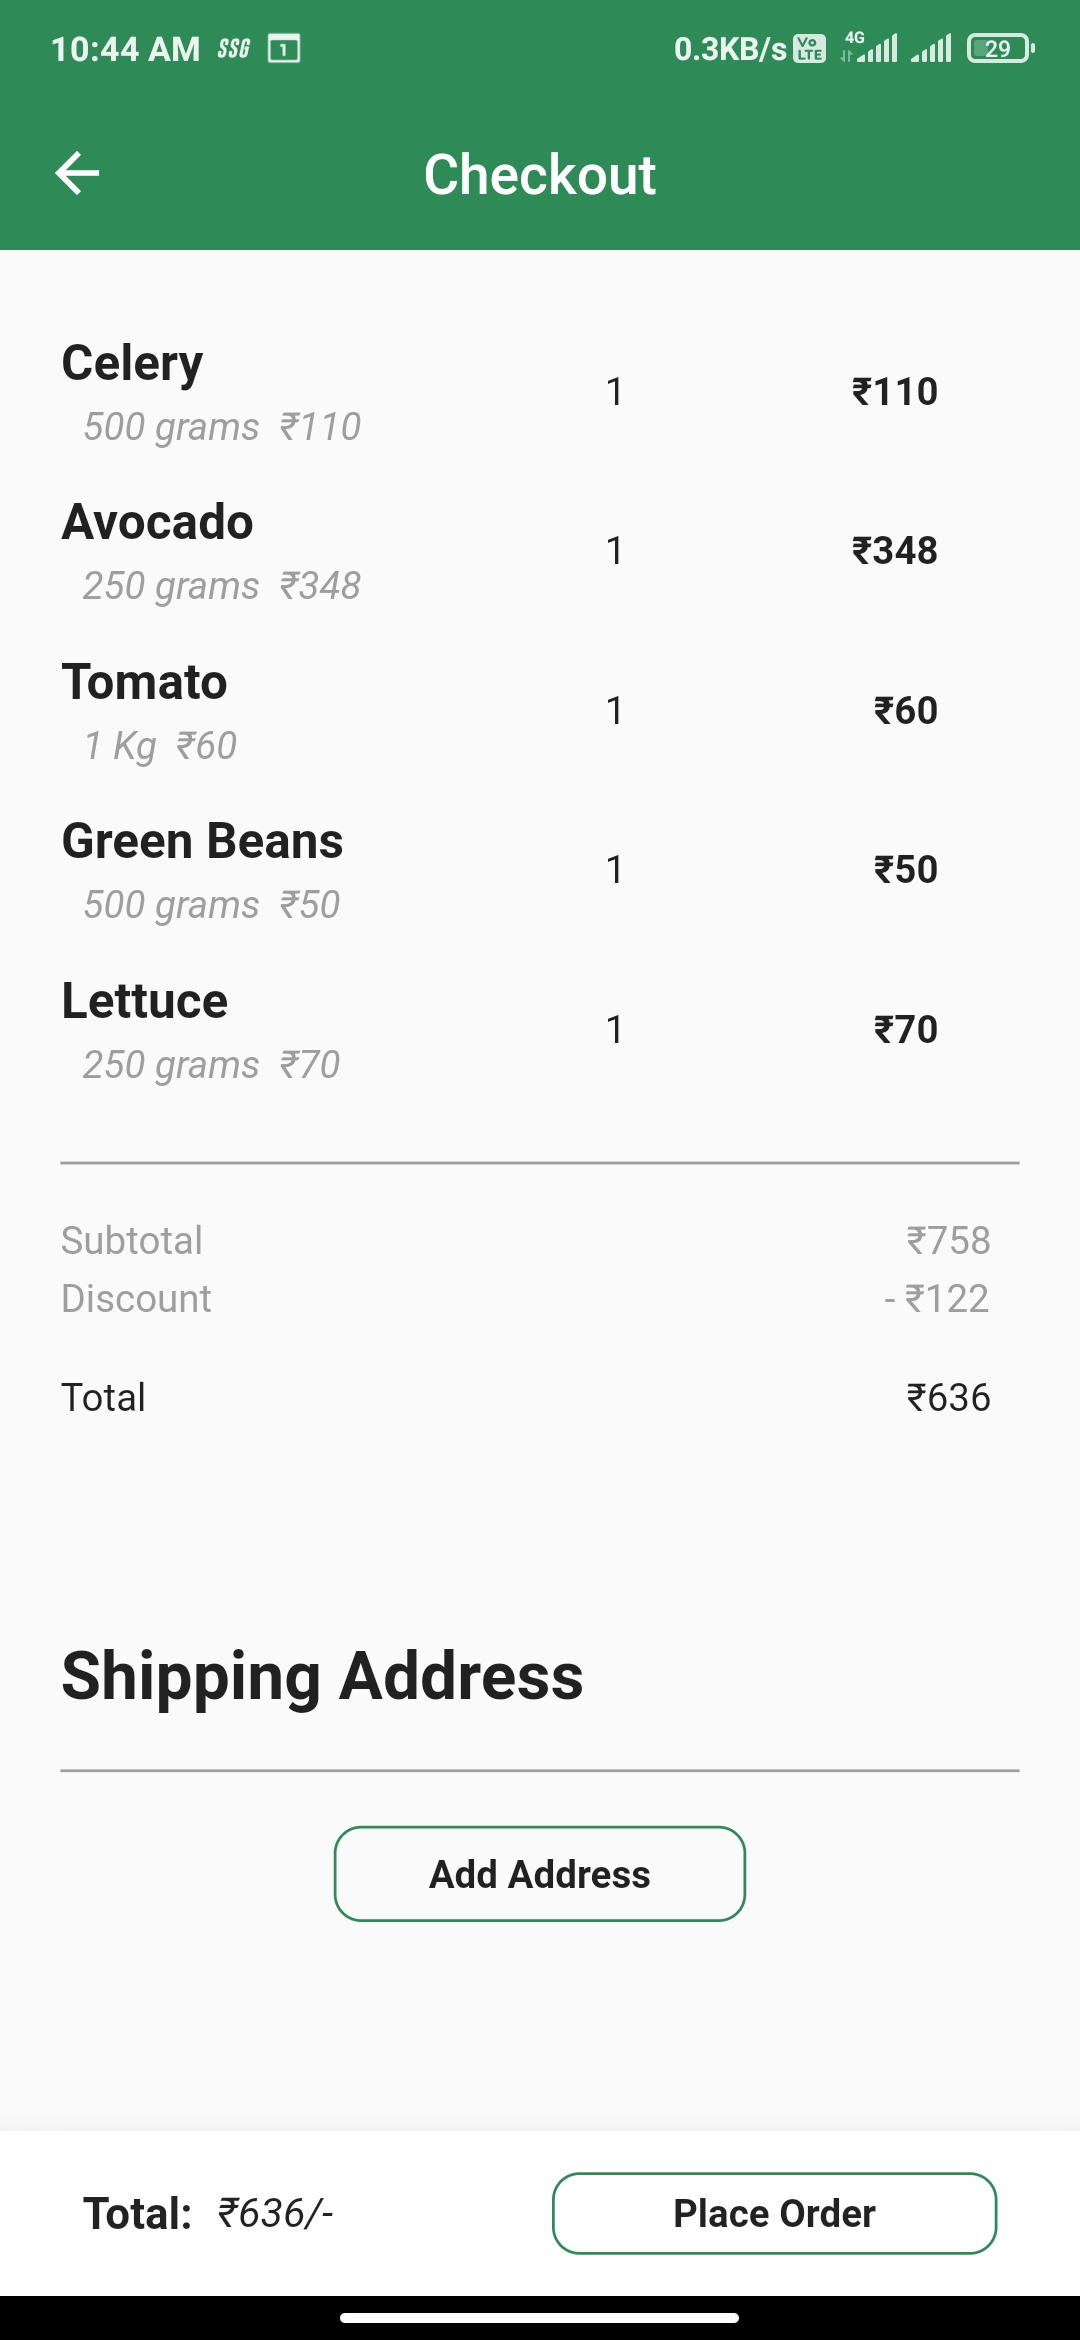 10:44 AM SSG 1 0.3KB/s Vo LTE 4G 29
Checkout
Celery
500 grams ₹110
1
₹110
Avocado
250 grams ₹348
1
₹348
Tomato
1 Kg ₹60
1
₹60
Green Beans
500 grams ₹50
1
₹50
Lettuce
250 grams ₹70
1
₹70
Subtotal ₹758
Discount - ₹122
Total ₹636
Shipping Address
Add Address
Total: ₹636/- Place Order